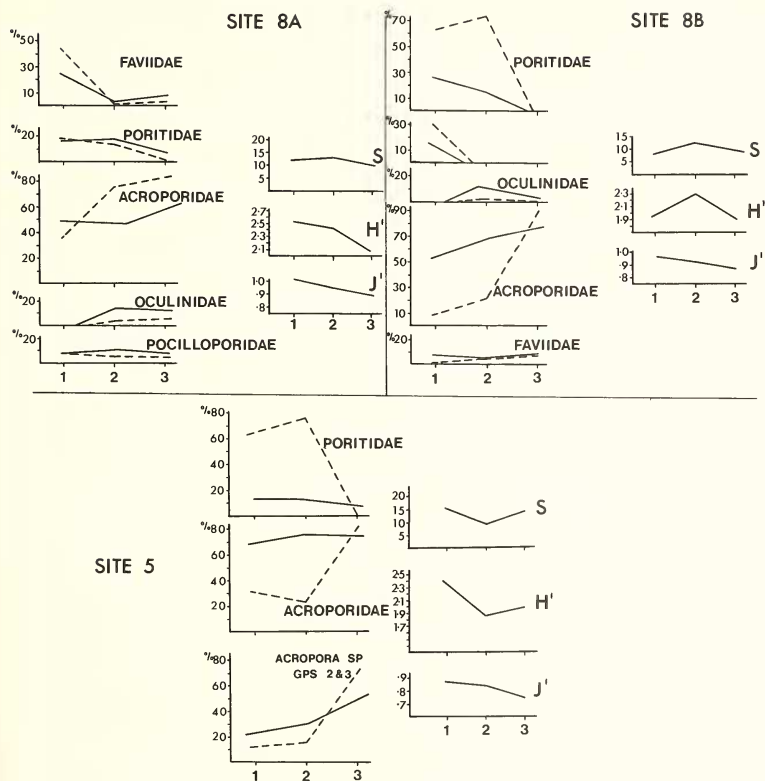 SITE 8A
%
50
30
10
FAVIIDAE
%20
PORITIDAE
%
80
60
40
20
ACROPORIDAE
%20
OCULINIDAE
%20
POCILLOPORIDAE
1 2 3
20
15
10
5
S
2·7
2·5
2·3
2·1
H'
1·0
·9
·8
J'
1 2 3
SITE 8B
%70
50
30
10
PORITIDAE
%30
10
%20
OCULINIDAE
%90
70
50
30
10
ACROPORIDAE
%20
FAVIIDAE
1 2 3
15
10
5
S
2·3
2·1
1·9
H'
1·0
·9
·8
J'
1 2 3
SITE 5
%80
60
40
20
PORITIDAE
%80
60
40
20
ACROPORIDAE
%80
60
40
20
ACROPORA SP
GPS 2&3
1 2 3
20
15
10
5
S
2·5
2·3
2·1
1·9
1·7
H'
·9
·8
·7
J'
1 2 3